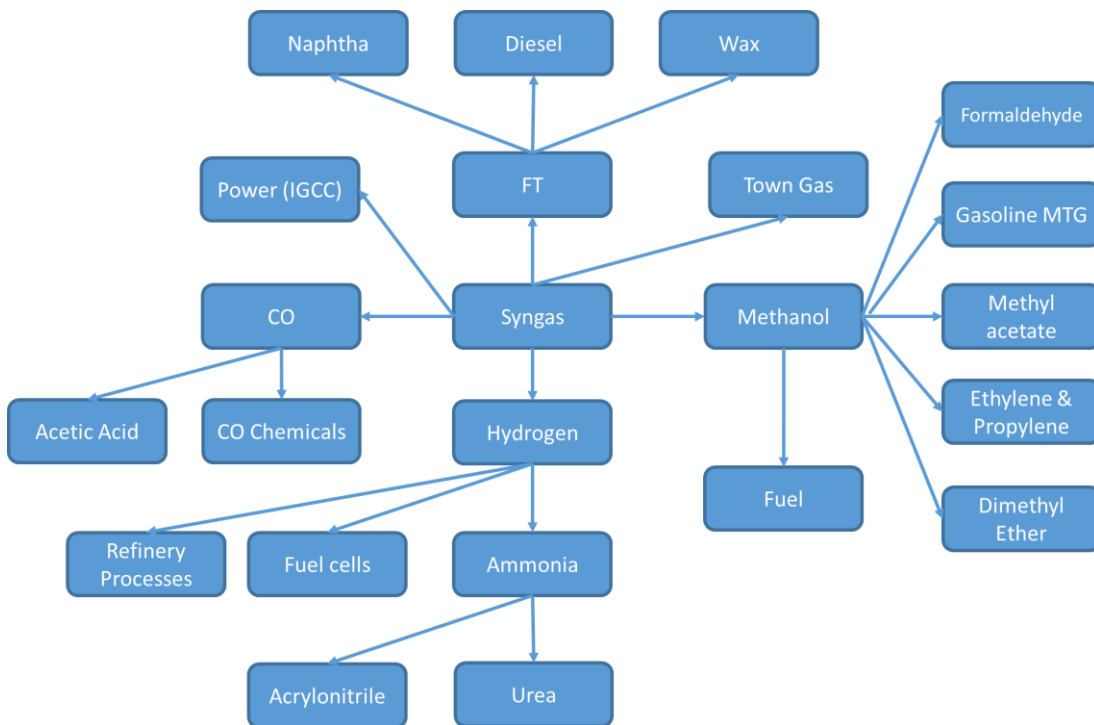 Naphtha
Diesel
Wax
Formaldehyde
Power (IGCC)
FT
Town Gas
Gasoline MTG
CO
Syngas
Methanol
Methyl
acetate
Acetic Acid
CO Chemicals
Hydrogen
Ethylene &
Propylene
Fuel
Dimethyl
Ether
Refinery
Processes
Fuel cells
Ammonia
Acrylonitrile
Urea